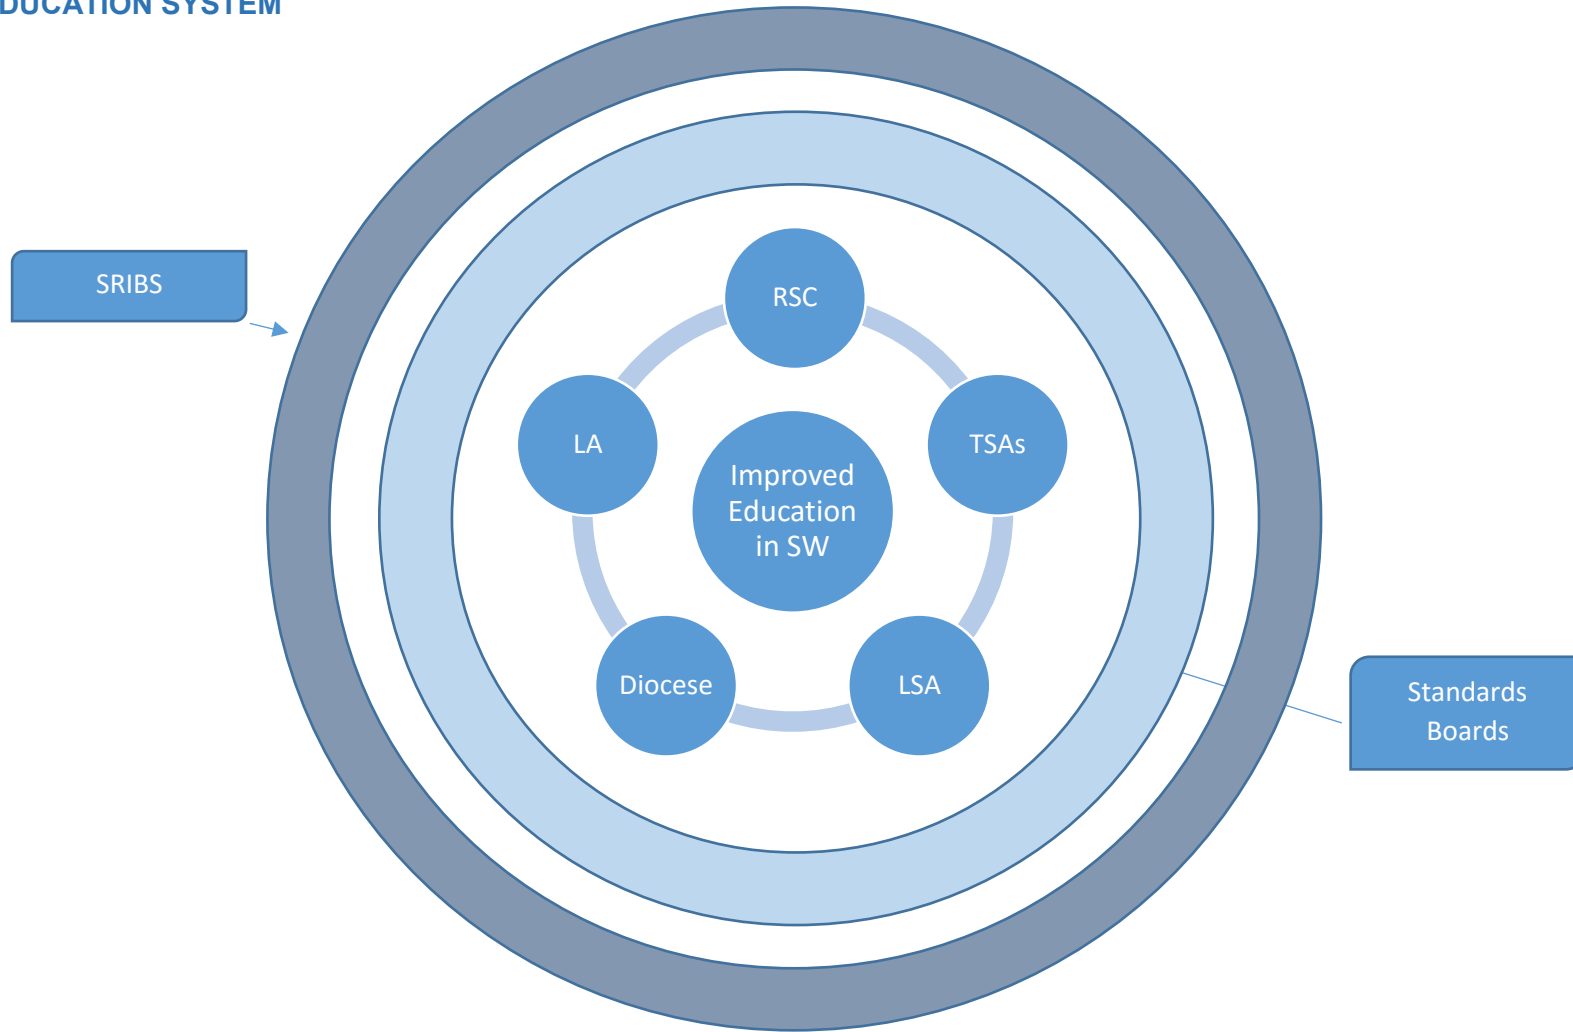 DUCATION SYSTEM
SRIBS
RSC
LA
TSAs
Improved
Education
in SW
Diocese
LSA
Standards
Boards